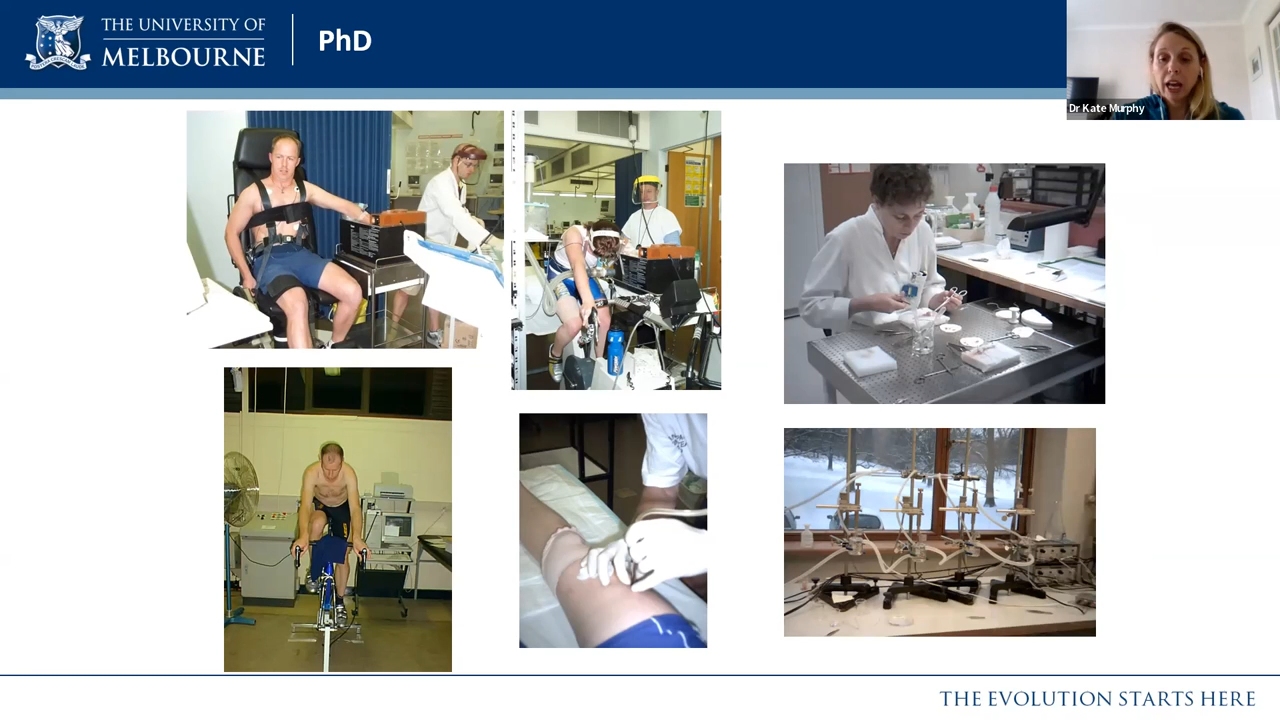 THE UNIVERSITY OF
MELBOURNE
PhD
Dr Kate Murphy
THE EVOLUTION STARTS HERE